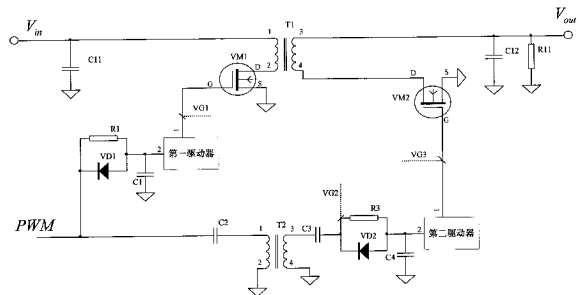 Vin
Vout
T1
1
3
2
4
C11
VM1
D
G
S
C12
R11
D
S
VM2
G
VG1
R1
VD1
1
2
第一驱动器
C1
VG3
VG2
R3
1
PWM
C2
1
T2
3
C3
2
4
VD2
2
C4
第二驱动器